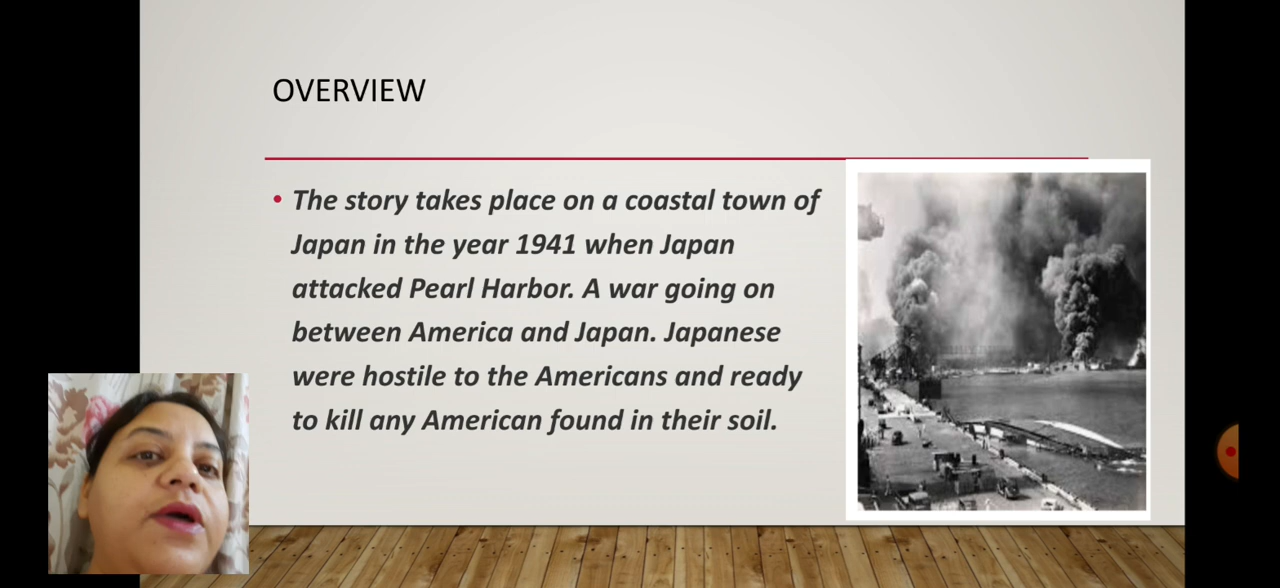 OVERVIEW
• The story takes place on a coastal town of
Japan in the year 1941 when Japan
attacked Pearl Harbor. A war going on
between America and Japan. Japanese
were hostile to the Americans and ready
to kill any American found in their soil.